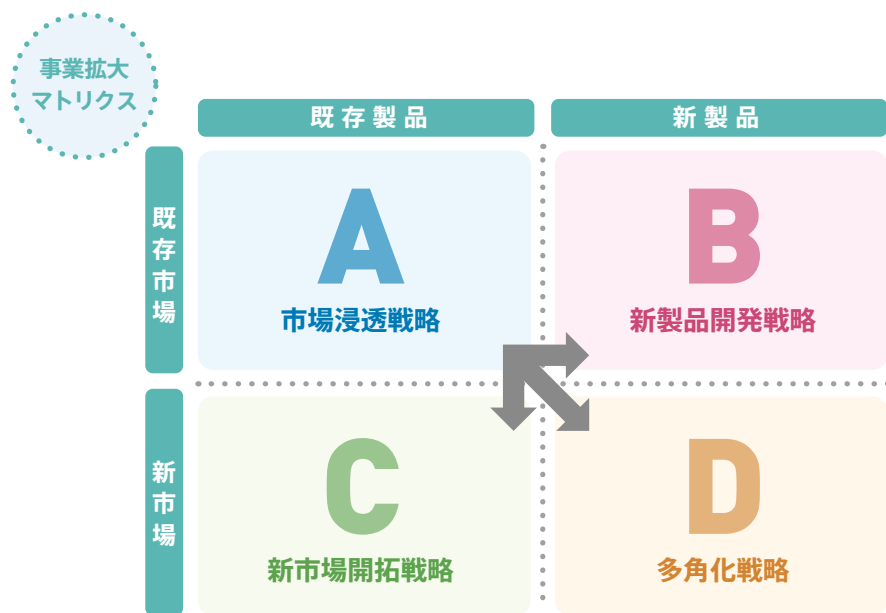 事業拡大
マトリクス
既存製品
新製品
既存市場
A
市場浸透戦略
B
新製品開発戦略
新市場
C
新市場開拓戦略
D
多角化戦略